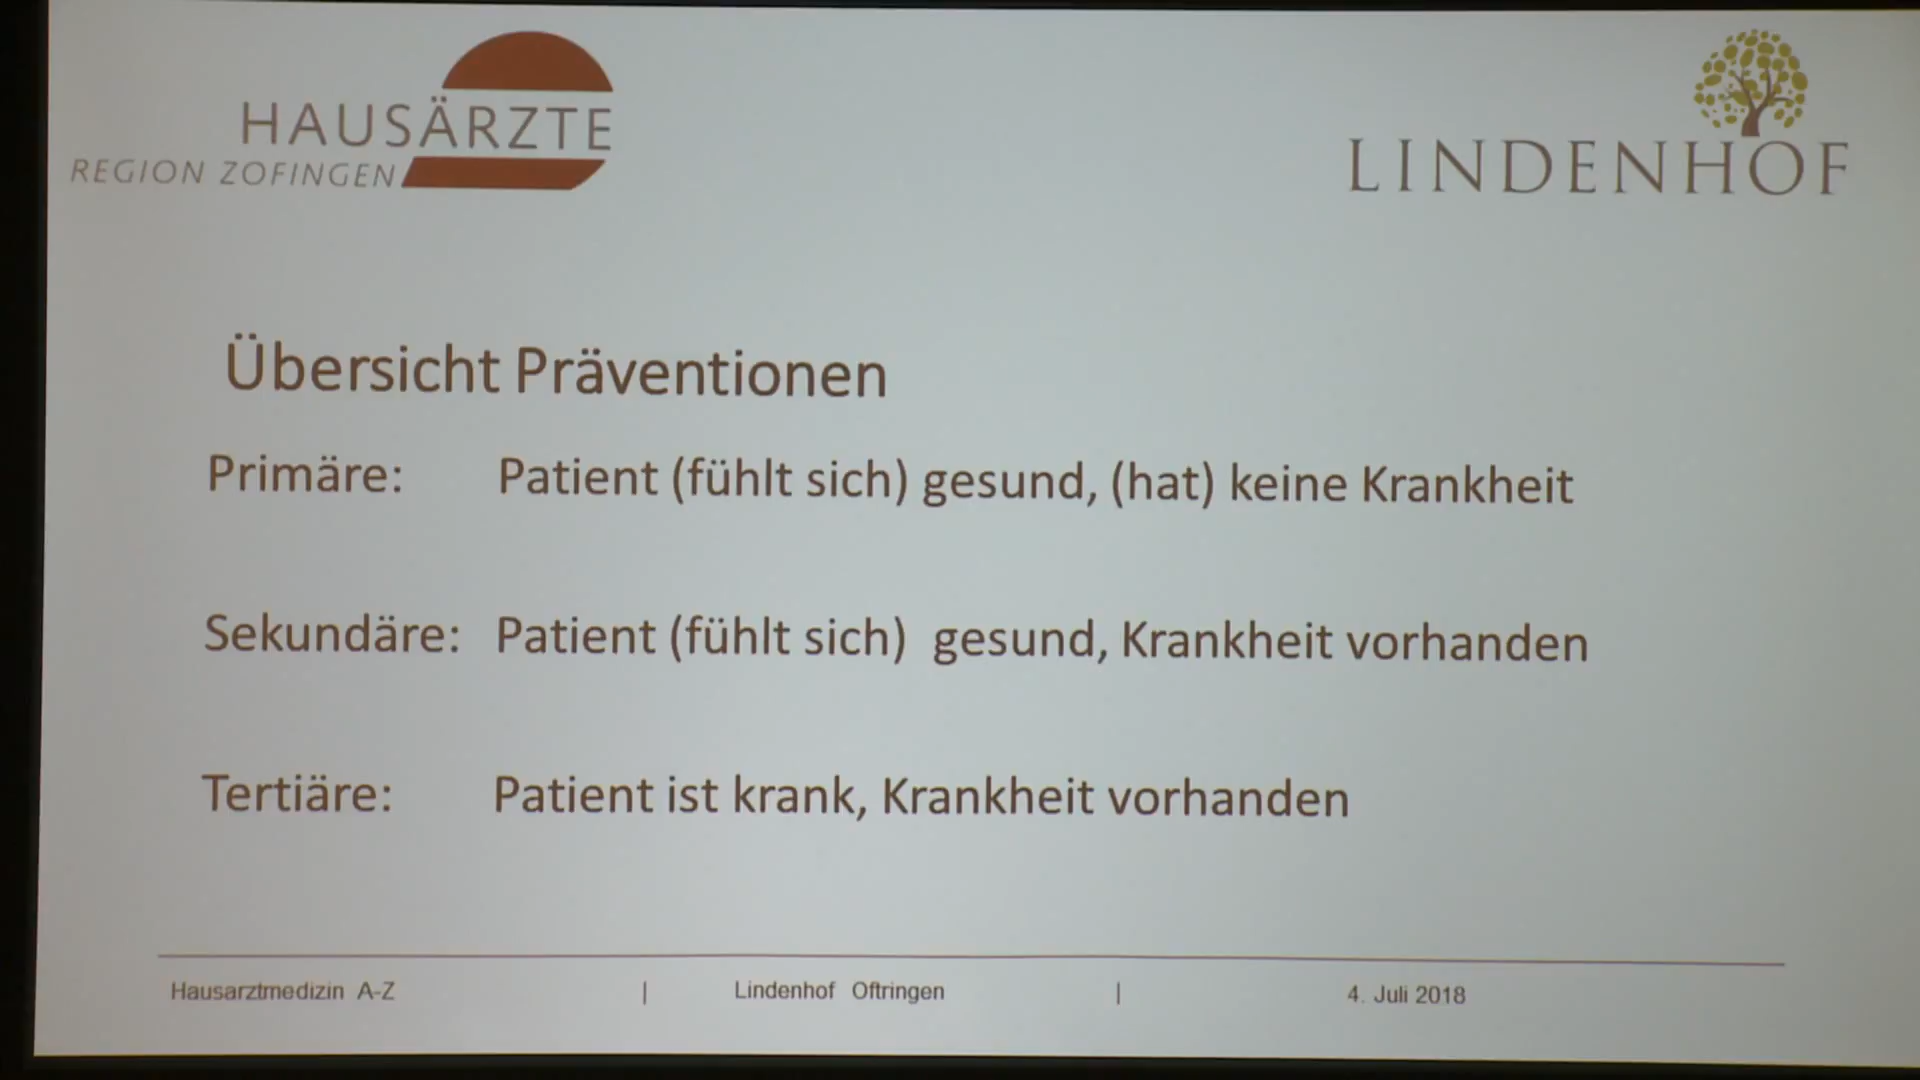 HAUSÄRZTE
REGION ZOFINGEN
LINDENHOF
Übersicht Präventionen
Primäre: Patient (fühlt sich) gesund, (hat) keine Krankheit
Sekundäre: Patient (fühlt sich) gesund, Krankheit vorhanden
Tertiäre: Patient ist krank, Krankheit vorhanden
Hausarztmedizin A-Z | Lindenhof Oftringen | 4. Juli 2018